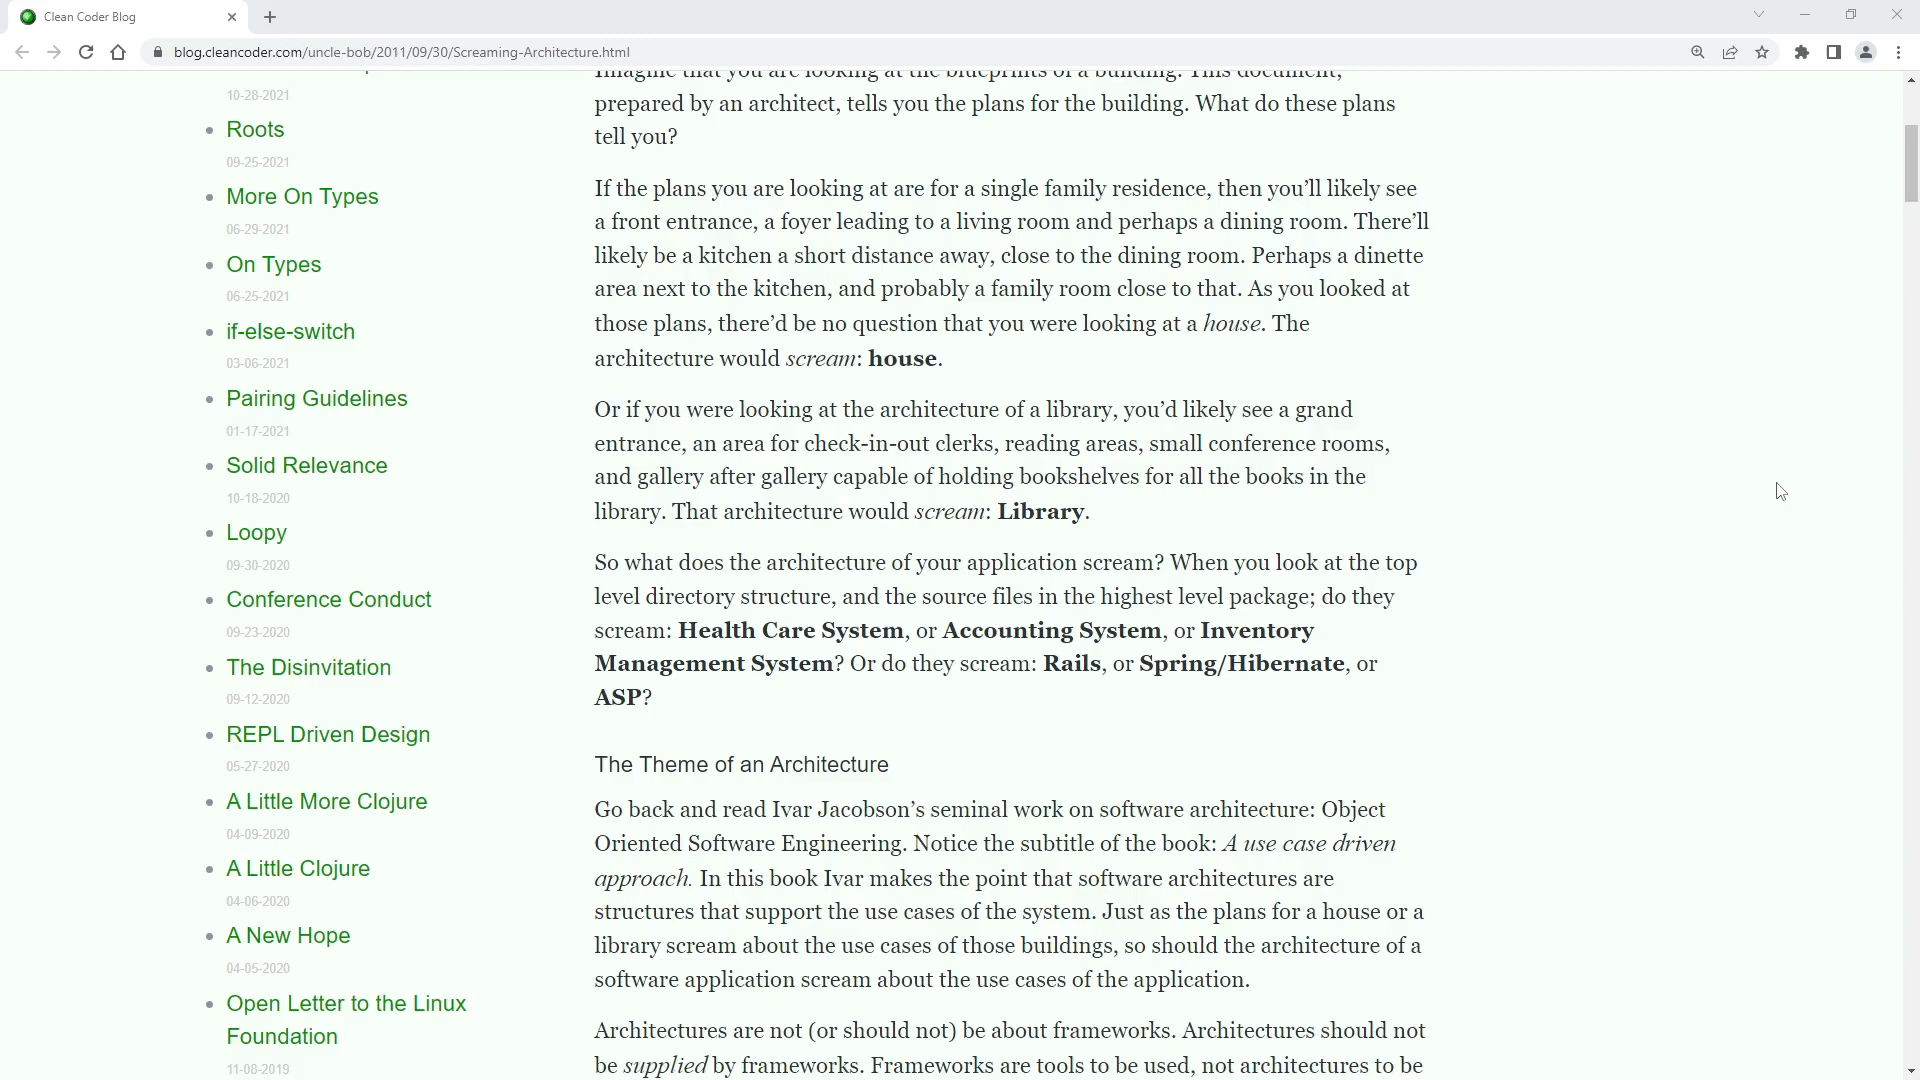 Clean Coder Blog
blog.cleancoder.com/uncle-bob/2011/09/30/Screaming-Architecture.html
10-28-2021
Roots
09-25-2021
More On Types
06-29-2021
On Types
06-25-2021
if-else-switch
03-06-2021
Pairing Guidelines
01-17-2021
Solid Relevance
10-18-2020
Loopy
09-30-2020
Conference Conduct
09-23-2020
The Disinvitation
09-12-2020
REPL Driven Design
05-27-2020
A Little More Clojure
04-09-2020
A Little Clojure
04-06-2020
A New Hope
04-05-2020
Open Letter to the Linux
Foundation
11-08-2019
Imagine that you are looking at the blueprints of a building. This document,
prepared by an architect, tells you the plans for the building. What do these plans
tell you?
If the plans you are looking at are for a single family residence, then you’ll likely see
a front entrance, a foyer leading to a living room and perhaps a dining room. There’ll
likely be a kitchen a short distance away, close to the dining room. Perhaps a dinette
area next to the kitchen, and probably a family room close to that. As you looked at
those plans, there’d be no question that you were looking at a house. The
architecture would scream: house.
Or if you were looking at the architecture of a library, you’d likely see a grand
entrance, an area for check-in-out clerks, reading areas, small conference rooms,
and gallery after gallery capable of holding bookshelves for all the books in the
library. That architecture would scream: Library.
So what does the architecture of your application scream? When you look at the top
level directory structure, and the source files in the highest level package; do they
scream: Health Care System, or Accounting System, or Inventory
Management System? Or do they scream: Rails, or Spring/Hibernate, or
ASP?
The Theme of an Architecture
Go back and read Ivar Jacobson’s seminal work on software architecture: Object
Oriented Software Engineering. Notice the subtitle of the book: A use case driven
approach. In this book Ivar makes the point that software architectures are
structures that support the use cases of the system. Just as the plans for a house or a
library scream about the use cases of those buildings, so should the architecture of a
software application scream about the use cases of the application.
Architectures are not (or should not) be about frameworks. Architectures should not
be supplied by frameworks. Frameworks are tools to be used, not architectures to be